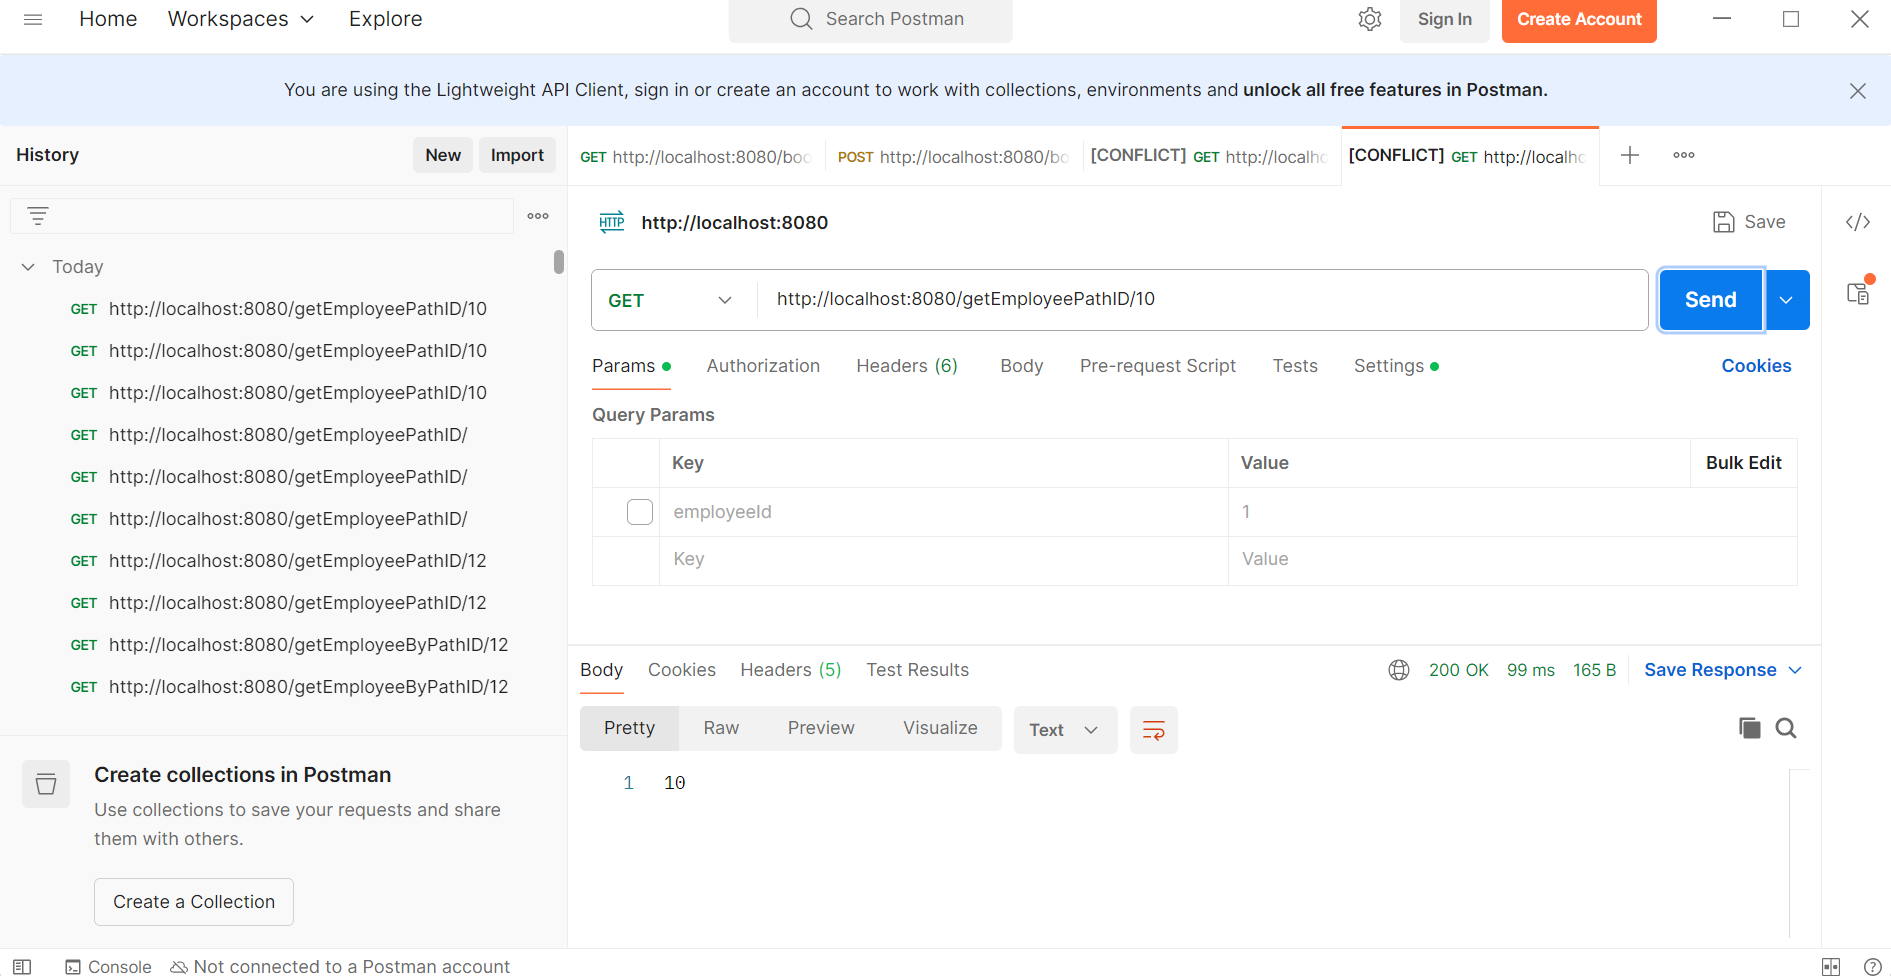 Home Workspaces Explore Search Postman Sign In Create Account
You are using the Lightweight API Client, sign in or create an account to work with collections, environments and unlock all free features in Postman.
History New Import
GET http://localhost:8080/boo POST http://localhost:8080/bo [CONFLICT] GET http://localho [CONFLICT] GET http://localho
HTTP http://localhost:8080 Save
Today
GET http://localhost:8080/getEmployeePathID/10
GET http://localhost:8080/getEmployeePathID/10
GET http://localhost:8080/getEmployeePathID/10
GET http://localhost:8080/getEmployeePathID/
GET http://localhost:8080/getEmployeePathID/
GET http://localhost:8080/getEmployeePathID/
GET http://localhost:8080/getEmployeePathID/12
GET http://localhost:8080/getEmployeePathID/12
GET http://localhost:8080/getEmployeeByPathID/12
GET http://localhost:8080/getEmployeeByPathID/12
Create collections in Postman
Use collections to save your requests and share
them with others.
Create a Collection
GET http://localhost:8080/getEmployeePathID/10 Send
Params Authorization Headers (6) Body Pre-request Script Tests Settings Cookies
Query Params
Key Value Bulk Edit
employeeId 1
Key Value
Body Cookies Headers (5) Test Results 200 OK 99 ms 165 B Save Response
Pretty Raw Preview Visualize Text
1 10
Console Not connected to a Postman account